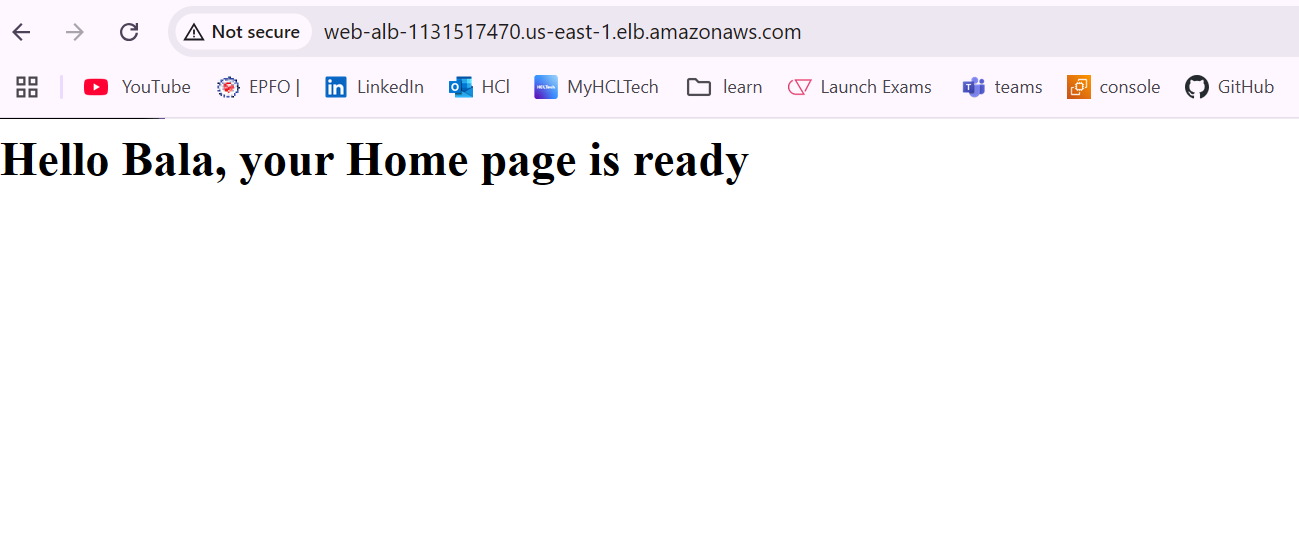 Not secure web-alb-1131517470.us-east-1.elb.amazonaws.com
YouTube EPFO | LinkedIn HCl MyHCLTech learn Launch Exams teams console GitHub
Hello Bala, your Home page is ready